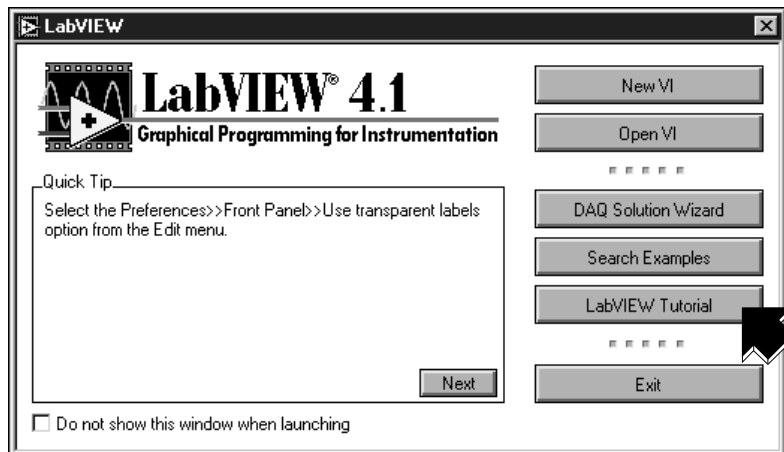 LabVIEW
LabVIEW® 4.1
Graphical Programming for Instrumentation
Quick Tip
Select the Preferences>>Front Panel>>Use transparent labels
option from the Edit menu.
Next
Do not show this window when launching
New VI
Open VI
DAQ Solution Wizard
Search Examples
LabVIEW Tutorial
Exit